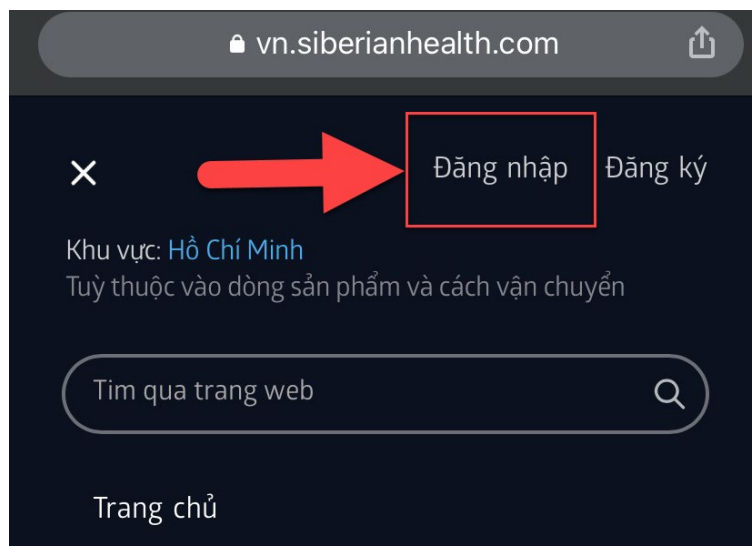 vn.siberianhealth.com
Đăng nhập Đăng ký
Khu vực: Hồ Chí Minh
Tuỳ thuộc vào dòng sản phẩm và cách vận chuyển
Tim qua trang web
Trang chủ